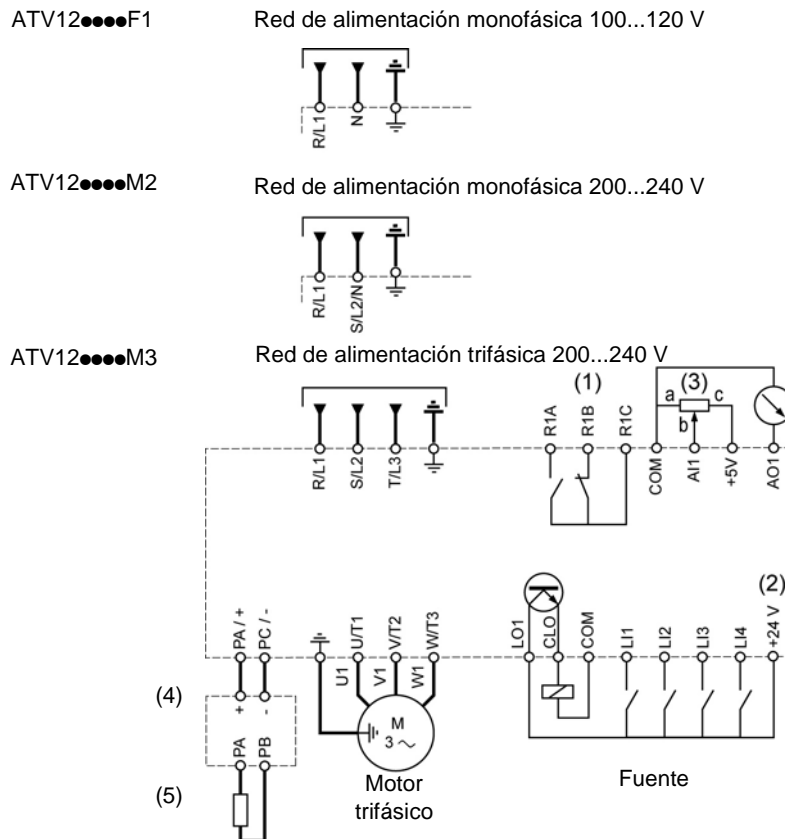 ATV12●●●●F1
Red de alimentación monofásica 100...120 V
R/L1
N
ATV12●●●●M2
Red de alimentación monofásica 200...240 V
R/L1
S/L2/N
ATV12●●●●M3
Red de alimentación trifásica 200...240 V
(1)
(3)
a
c
b
R/L1
S/L2
T/L3
R1A
R1B
R1C
COM
AI1
+5V
AO1
(2)
PA / +
PC / -
U/T1
V/T2
W/T3
LO1
CLO
COM
LI1
LI2
LI3
LI4
+24 V
U1
V1
W1
(4)
+
-
M
3 ~
PA
PB
(5)
Motor
trifásico
Fuente